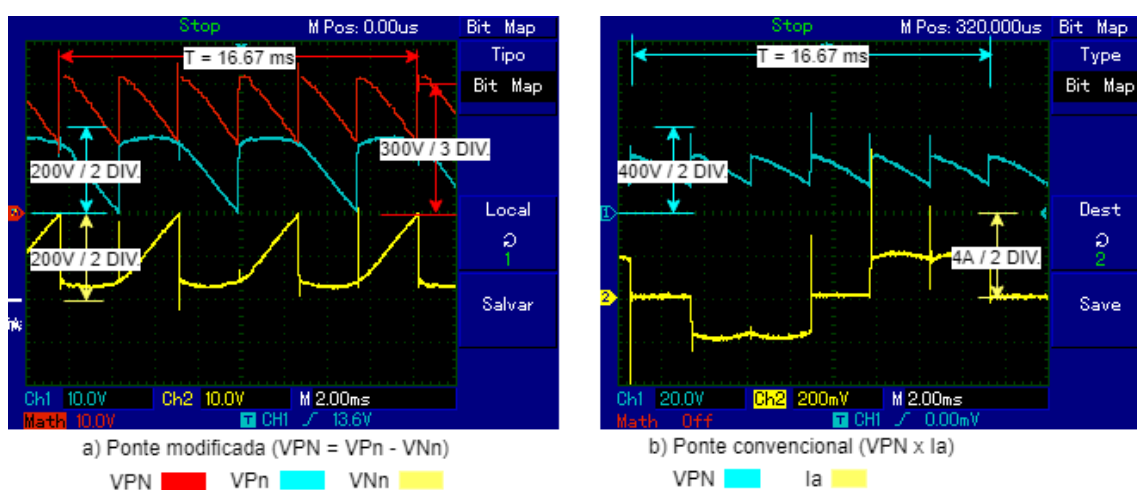 Stop M Pos: 0.00us Bit Map
T = 16.67 ms
Tipo
Bit Map
300V / 3 DIV.
200V / 2 DIV.
200V / 2 DIV.
Local
1
Salvar
Ch1 10.0V Ch2 10.0V M 2.00ms
Math 10.0V T CH1 13.6V
a) Ponte modificada (VPN = VPn - VNn)
VPN VPn VNn
Stop M Pos: 320.000us Bit Map
T = 16.67 ms
Type
Bit Map
400V / 2 DIV.
1
Dest
2
4A / 2 DIV.
2
Save
Ch1 20.0V Ch2 200mV M 2.00ms
Math Off T CH1 0.00mV
b) Ponte convencional (VPN x Ia)
VPN Ia